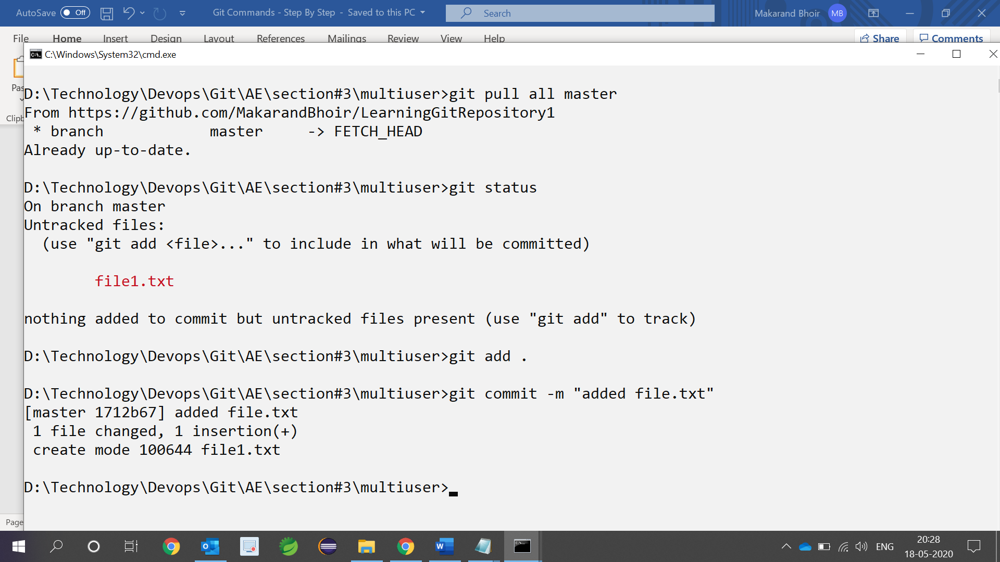 AutoSave Off Git Commands - Step By Step - Saved to this PC Search Makarand Bhoir MB
File Home Insert Design Layout References Mailings Review View Help Share Comments
C:\Windows\System32\cmd.exe
Pas
Clipb
D:\Technology\Devops\Git\AE\section#3\multiuser>git pull all master
From https://github.com/MakarandBhoir/LearningGitRepository1
 * branch            master     -> FETCH_HEAD
Already up-to-date.
D:\Technology\Devops\Git\AE\section#3\multiuser>git status
On branch master
Untracked files:
  (use "git add <file>..." to include in what will be committed)
        file1.txt
nothing added to commit but untracked files present (use "git add" to track)
D:\Technology\Devops\Git\AE\section#3\multiuser>git add .
D:\Technology\Devops\Git\AE\section#3\multiuser>git commit -m "added file.txt"
[master 1712b67] added file.txt
 1 file changed, 1 insertion(+)
 create mode 100644 file1.txt
D:\Technology\Devops\Git\AE\section#3\multiuser>
Page
ENG
20:28
18-05-2020